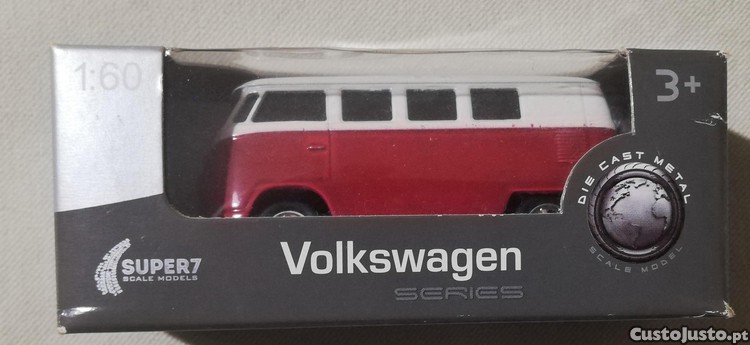 1:60
3+
DIE CAST METAL
SCALE MODEL
SUPER7
SCALE MODELS
Volkswagen
SERIES
CustoJusto.pt